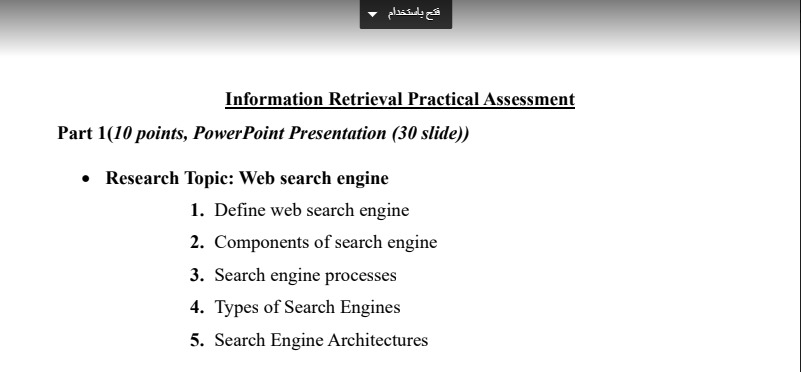 فتح باستخدام
Information Retrieval Practical Assessment
Part 1(10 points, PowerPoint Presentation (30 slide))
• Research Topic: Web search engine
1. Define web search engine
2. Components of search engine
3. Search engine processes
4. Types of Search Engines
5. Search Engine Architectures